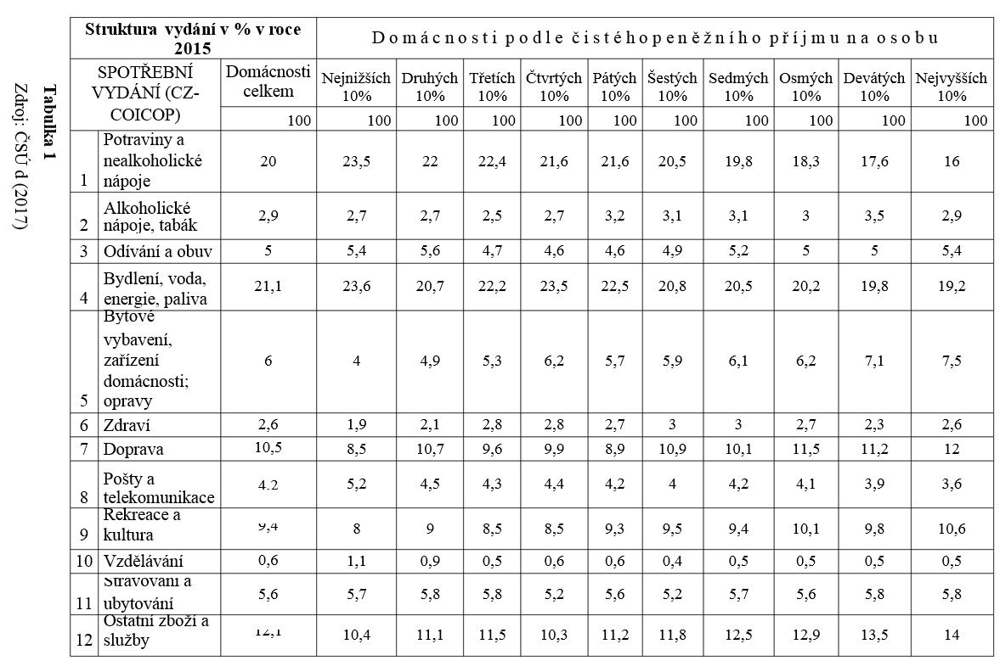 Tabulka 1
Zdroj: ČSÚ d (2017)
Struktura vydání v % v roce
2015
Domácnosti podle čistéhopeněžního příjmu na osobu
SPOTŘEBNÍ
VYDÁNÍ (CZ-
COICOP)
Domácnosti
celkem
Nejnižších
10%
Druhých
10%
Třetích
10%
Čtvrtých
10%
Pátých
10%
Šestých
10%
Sedmých
10%
Osmých
10%
Devátých
10%
Nejvyšších
10%
100 100 100 100 100 100 100 100 100 100 100
1 Potraviny a
nealkoholické
nápoje
20 23,5 22 22,4 21,6 21,6 20,5 19,8 18,3 17,6 16
2 Alkoholické
nápoje, tabák
2,9 2,7 2,7 2,5 2,7 3,2 3,1 3,1 3 3,5 2,9
3 Odívání a obuv 5 5,4 5,6 4,7 4,6 4,6 4,9 5,2 5 5 5,4
4 Bydlení, voda,
energie, paliva
21,1 23,6 20,7 22,2 23,5 22,5 20,8 20,5 20,2 19,8 19,2
5 Bytové
vybavení,
zařízení
domácnosti;
opravy
6 4 4,9 5,3 6,2 5,7 5,9 6,1 6,2 7,1 7,5
6 Zdraví 2,6 1,9 2,1 2,8 2,8 2,7 3 3 2,7 2,3 2,6
7 Doprava 10,5 8,5 10,7 9,6 9,9 8,9 10,9 10,1 11,5 11,2 12
8 Pošty a
telekomunikace
4,2 5,2 4,5 4,3 4,4 4,2 4 4,2 4,1 3,9 3,6
9 Rekreace a
kultura
9,4 8 9 8,5 8,5 9,3 9,5 9,4 10,1 9,8 10,6
10 Vzdělávání 0,6 1,1 0,9 0,5 0,6 0,6 0,4 0,5 0,5 0,5 0,5
11 Stravování a
ubytování
5,6 5,7 5,8 5,8 5,2 5,6 5,2 5,7 5,6 5,8 5,8
12 Ostatní zboží a
služby
12,1 10,4 11,1 11,5 10,3 11,2 11,8 12,5 12,9 13,5 14